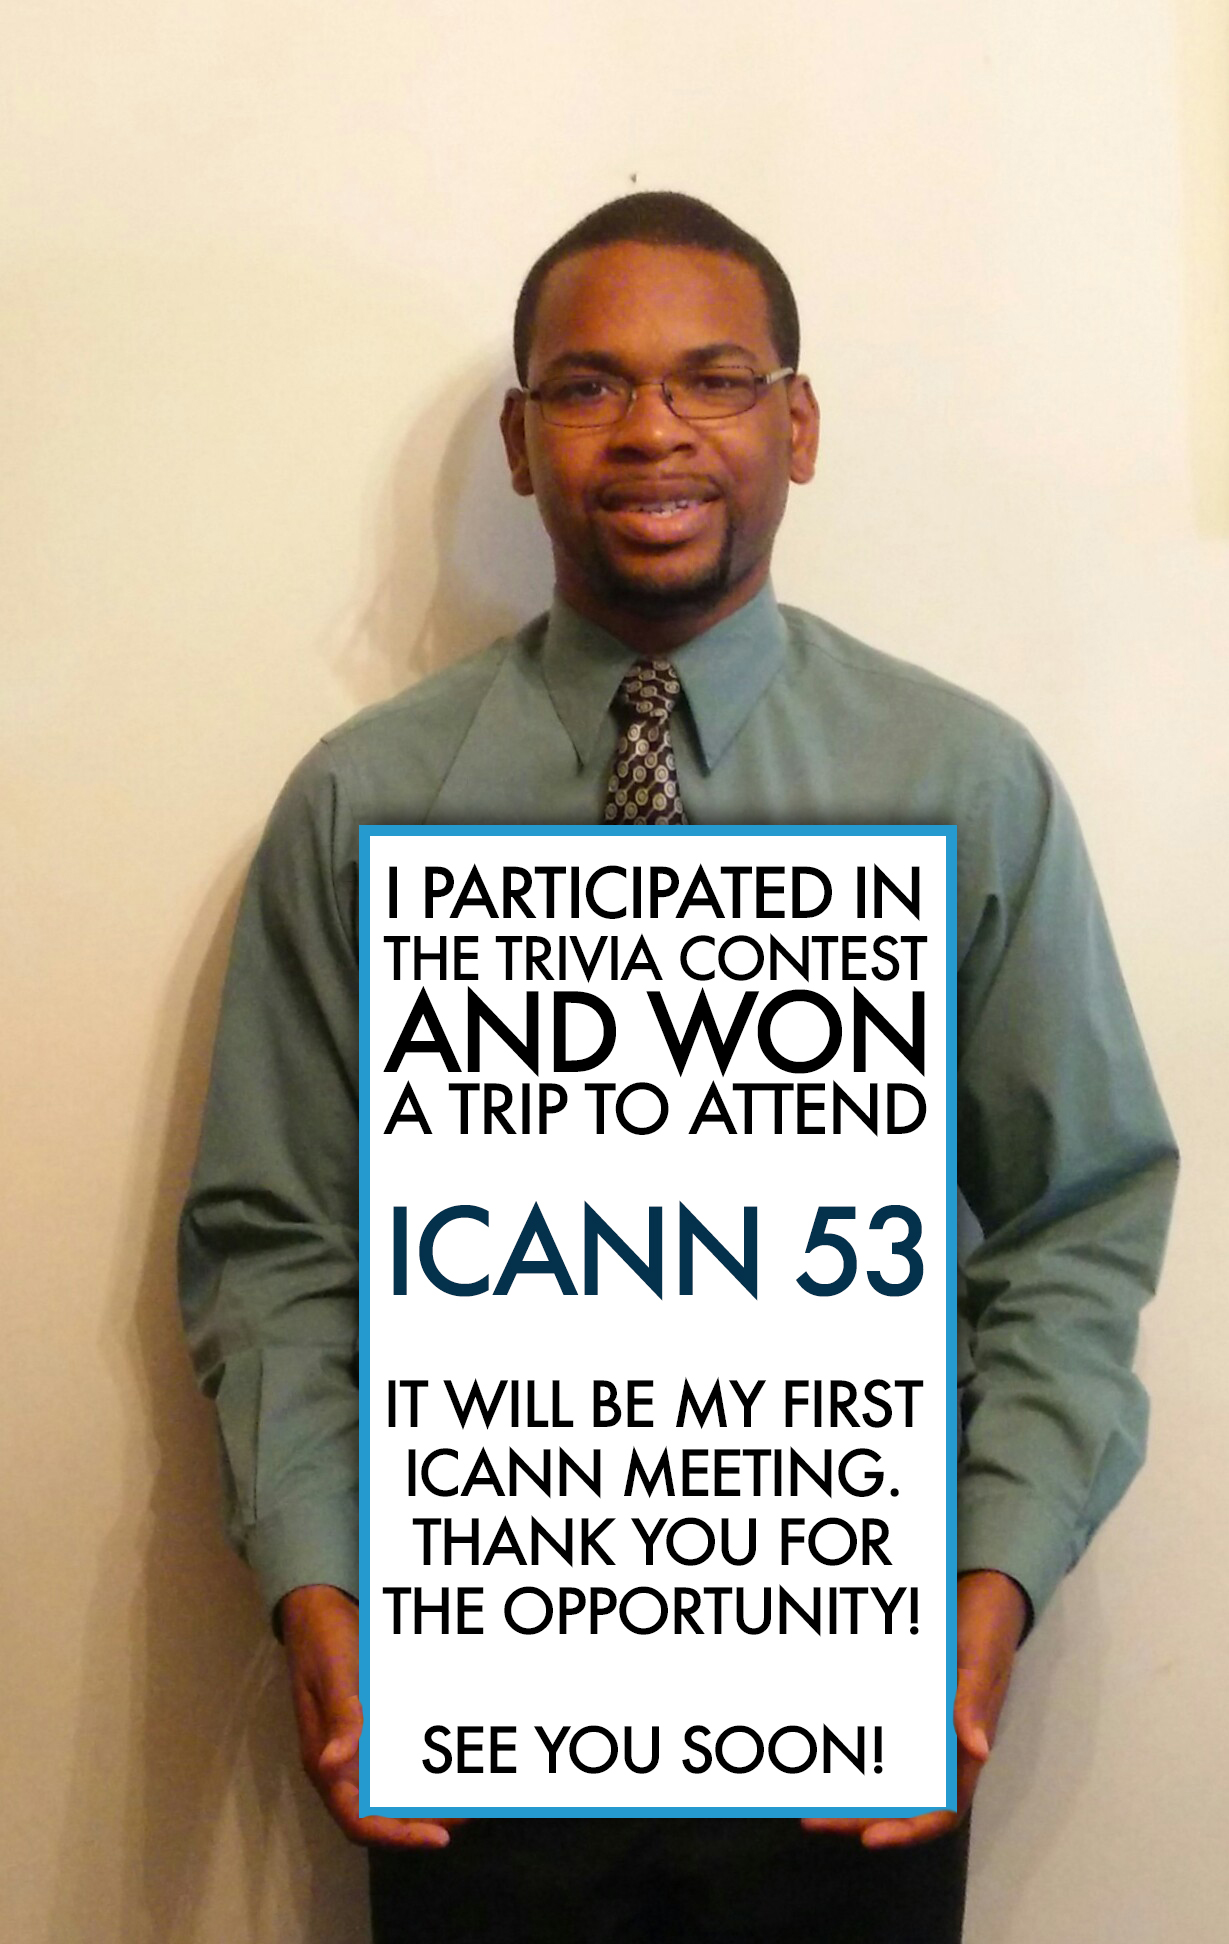 I PARTICIPATED IN
THE TRIVIA CONTEST
AND WON
A TRIP TO ATTEND
ICANN 53
IT WILL BE MY FIRST
ICANN MEETING.
THANK YOU FOR
THE OPPORTUNITY!
SEE YOU SOON!